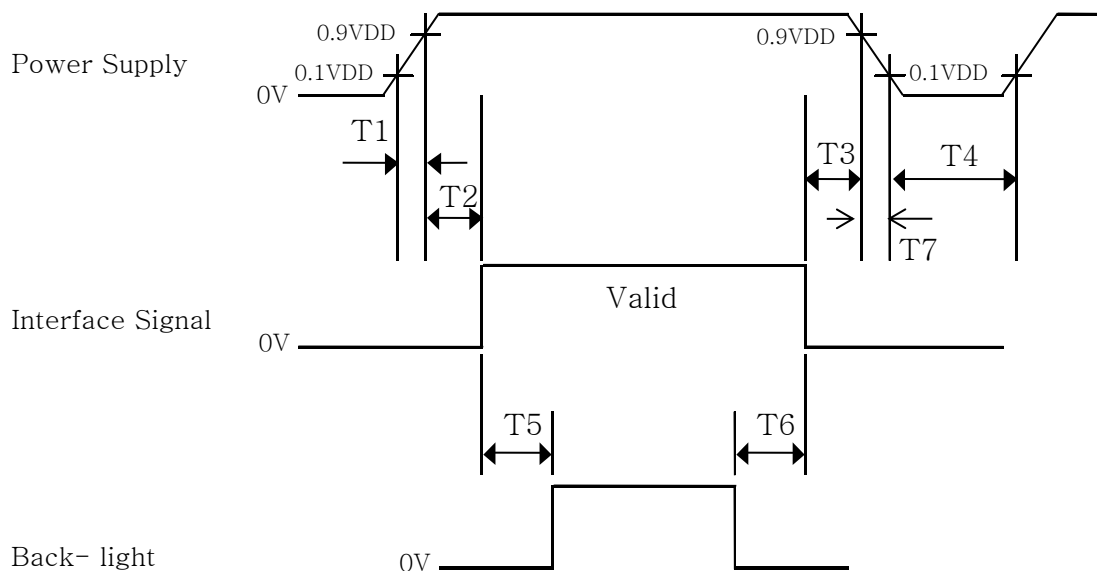 0.9VDD
0.9VDD
Power Supply
0.1VDD
0.1VDD
0V
T1
T3
T4
T2
T7
Valid
Interface Signal
0V
T5
T6
Back- light
0V